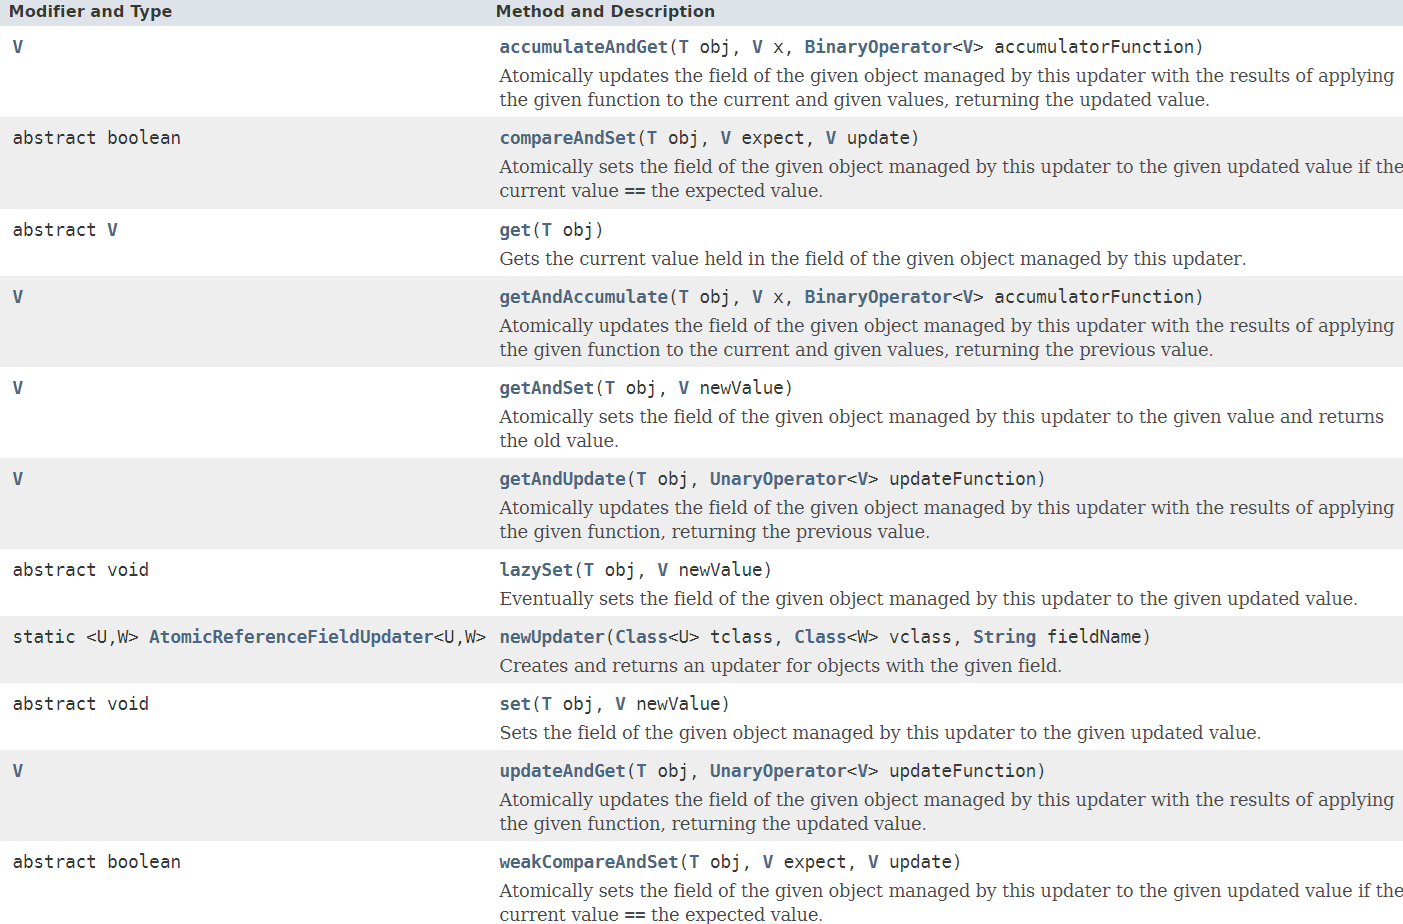 Modifier and Type Method and Description
V accumulateAndGet(T obj, V x, BinaryOperator<V> accumulatorFunction)
Atomically updates the field of the given object managed by this updater with the results of applying
the given function to the current and given values, returning the updated value.
abstract boolean compareAndSet(T obj, V expect, V update)
Atomically sets the field of the given object managed by this updater to the given updated value if the
current value == the expected value.
abstract V get(T obj)
Gets the current value held in the field of the given object managed by this updater.
V getAndAccumulate(T obj, V x, BinaryOperator<V> accumulatorFunction)
Atomically updates the field of the given object managed by this updater with the results of applying
the given function to the current and given values, returning the previous value.
V getAndSet(T obj, V newValue)
Atomically sets the field of the given object managed by this updater to the given value and returns
the old value.
V getAndUpdate(T obj, UnaryOperator<V> updateFunction)
Atomically updates the field of the given object managed by this updater with the results of applying
the given function, returning the previous value.
abstract void lazySet(T obj, V newValue)
Eventually sets the field of the given object managed by this updater to the given updated value.
static <U,W> AtomicReferenceFieldUpdater<U,W> newUpdater(Class<U> tclass, Class<W> vclass, String fieldName)
Creates and returns an updater for objects with the given field.
abstract void set(T obj, V newValue)
Sets the field of the given object managed by this updater to the given updated value.
V updateAndGet(T obj, UnaryOperator<V> updateFunction)
Atomically updates the field of the given object managed by this updater with the results of applying
the given function, returning the updated value.
abstract boolean weakCompareAndSet(T obj, V expect, V update)
Atomically sets the field of the given object managed by this updater to the given updated value if the
current value == the expected value.